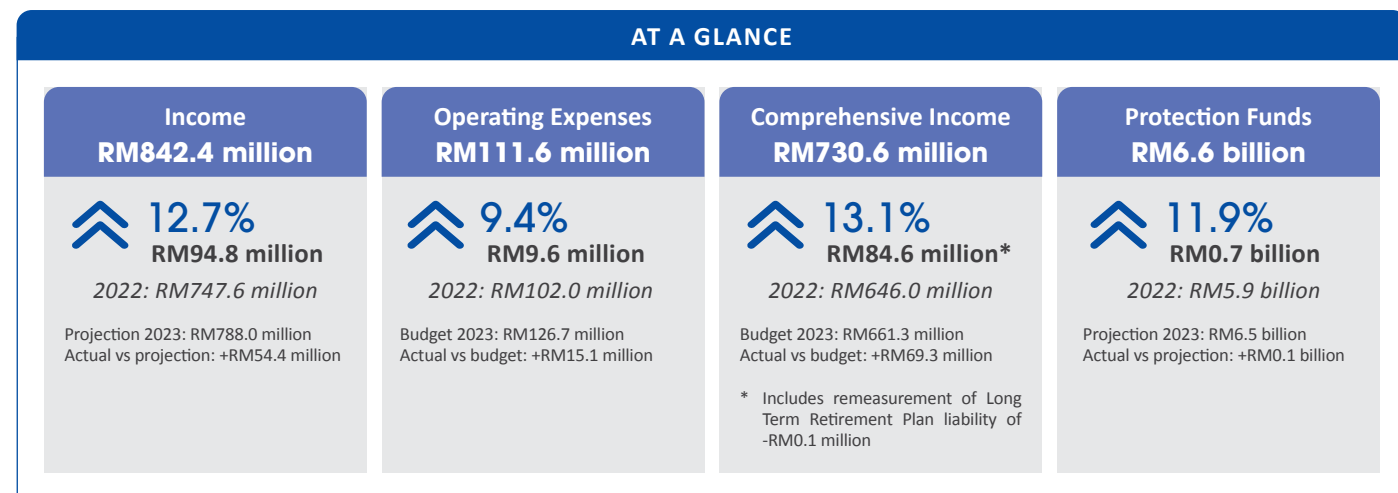 AT A GLANCE
Income
RM842.4 million
12.7%
RM94.8 million
2022: RM747.6 million
Projection 2023: RM788.0 million
Actual vs projection: +RM54.4 million
Operating Expenses
RM111.6 million
9.4%
RM9.6 million
2022: RM102.0 million
Budget 2023: RM126.7 million
Actual vs budget: +RM15.1 million
Comprehensive Income
RM730.6 million
13.1%
RM84.6 million*
2022: RM646.0 million
Budget 2023: RM661.3 million
Actual vs budget: +RM69.3 million
* Includes remeasurement of Long
Term Retirement Plan liability of
-RM0.1 million
Protection Funds
RM6.6 billion
11.9%
RM0.7 billion
2022: RM5.9 billion
Projection 2023: RM6.5 billion
Actual vs projection: +RM0.1 billion